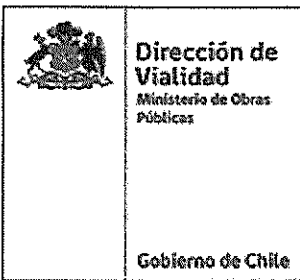 Dirección de
Vialidad
Ministerio de Obras
Públicas
Gobierno de Chile